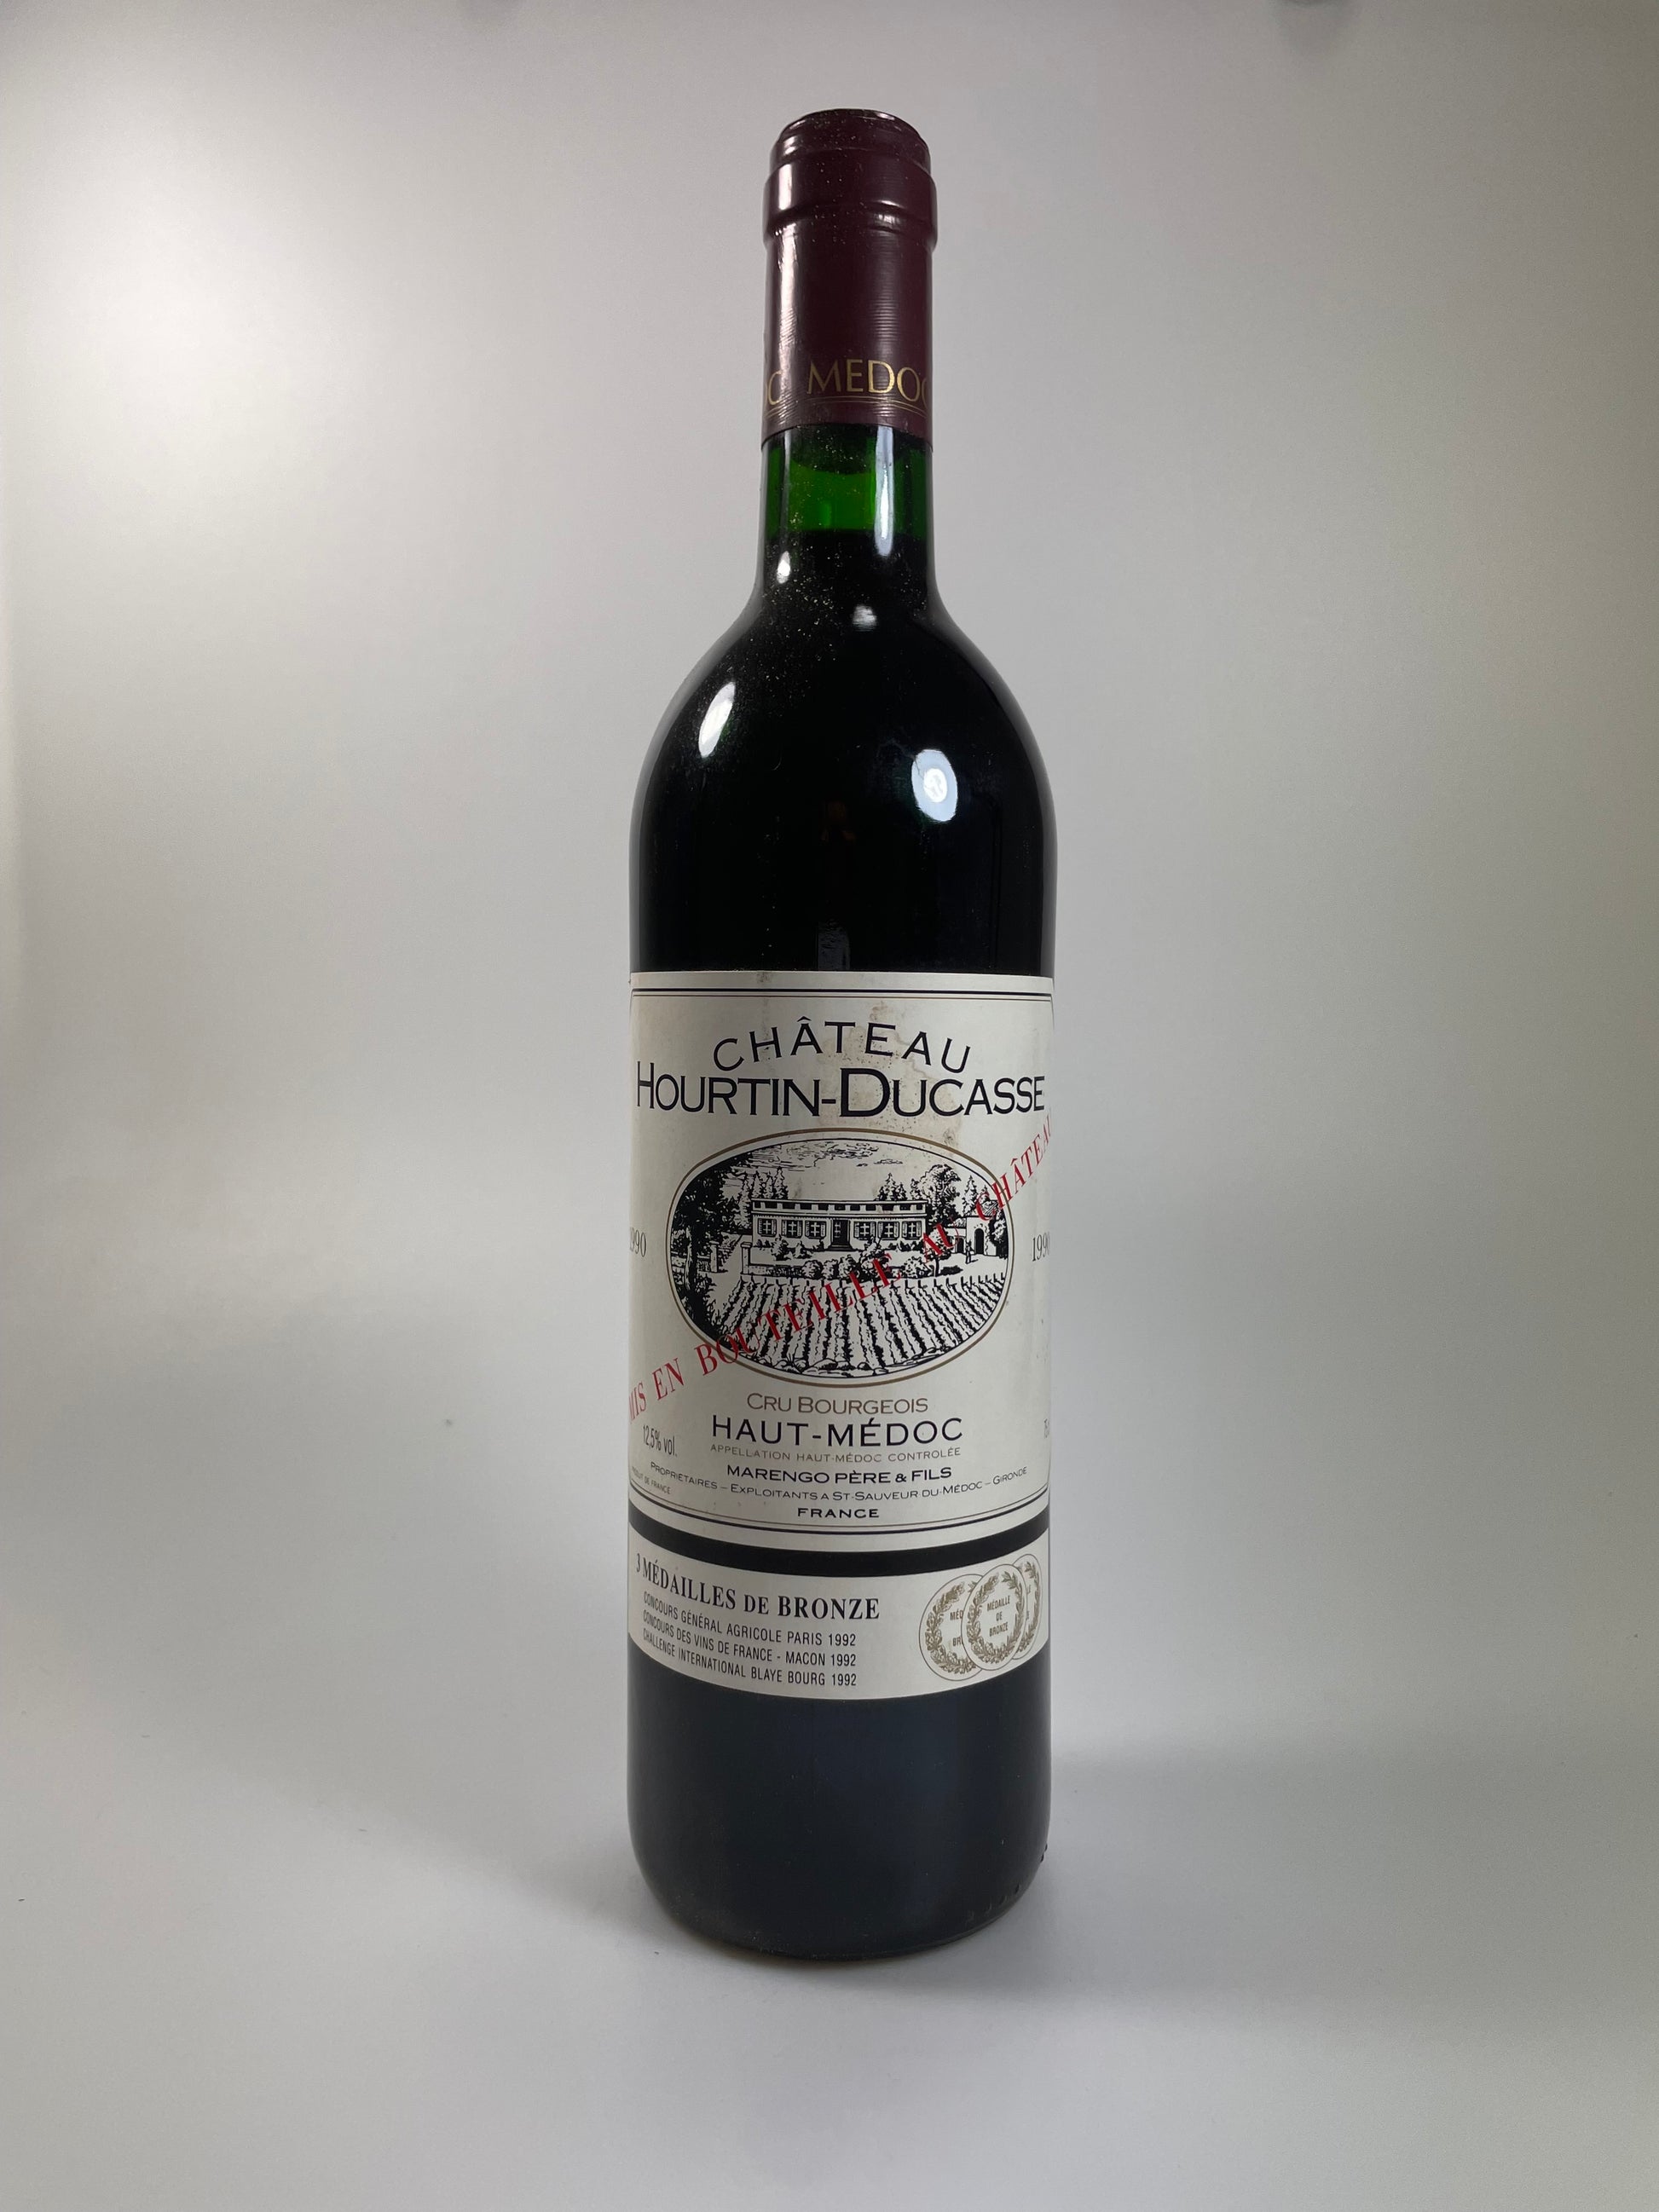 MEDOC
CHÂTEAU
HOURTIN-DUCASSE
1990
1990
MIS EN BOUTEILLE AU CHÂTEAU
CRU BOURGEOIS
12,5% vol.
HAUT-MÉDOC
APPELLATION HAUT-MÉDOC CONTROLÉE
MARENGO PÈRE & FILS
PROPRIÉTAIRES – EXPLOITANTS A ST-SAUVEUR-DU-MÉDOC – GIRONDE
FRANCE
3 MÉDAILLES DE BRONZE
CONCOURS GÉNÉRAL AGRICOLE PARIS 1992
CONCOURS DES VINS DE FRANCE - MACON 1992
CHALLENGE INTERNATIONAL BLAYE BOURG 1992
MÉDAILLE
DE
BRONZE